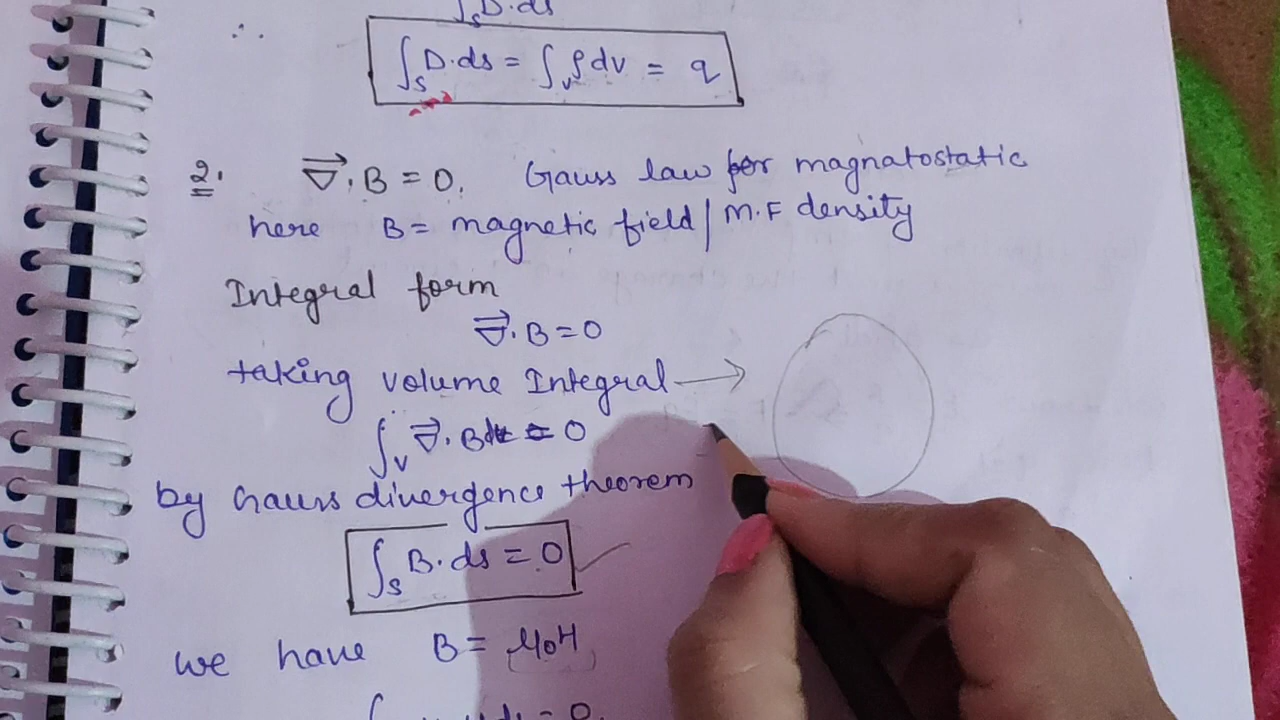 ∫ₛ D·ds
∴
∫ₛ D·ds = ∫ᵥ ρdv = q
2. ∇⃗·B = 0. Gauss law for magnatostatic
here B = magnetic field / M.F density
Integral form
∇⃗·B = 0
taking volume Integral →
∫ᵥ ∇⃗·B dv = 0
by Gauss divergence theorem
∫ₛ B·ds = 0
we have B = μ₀H